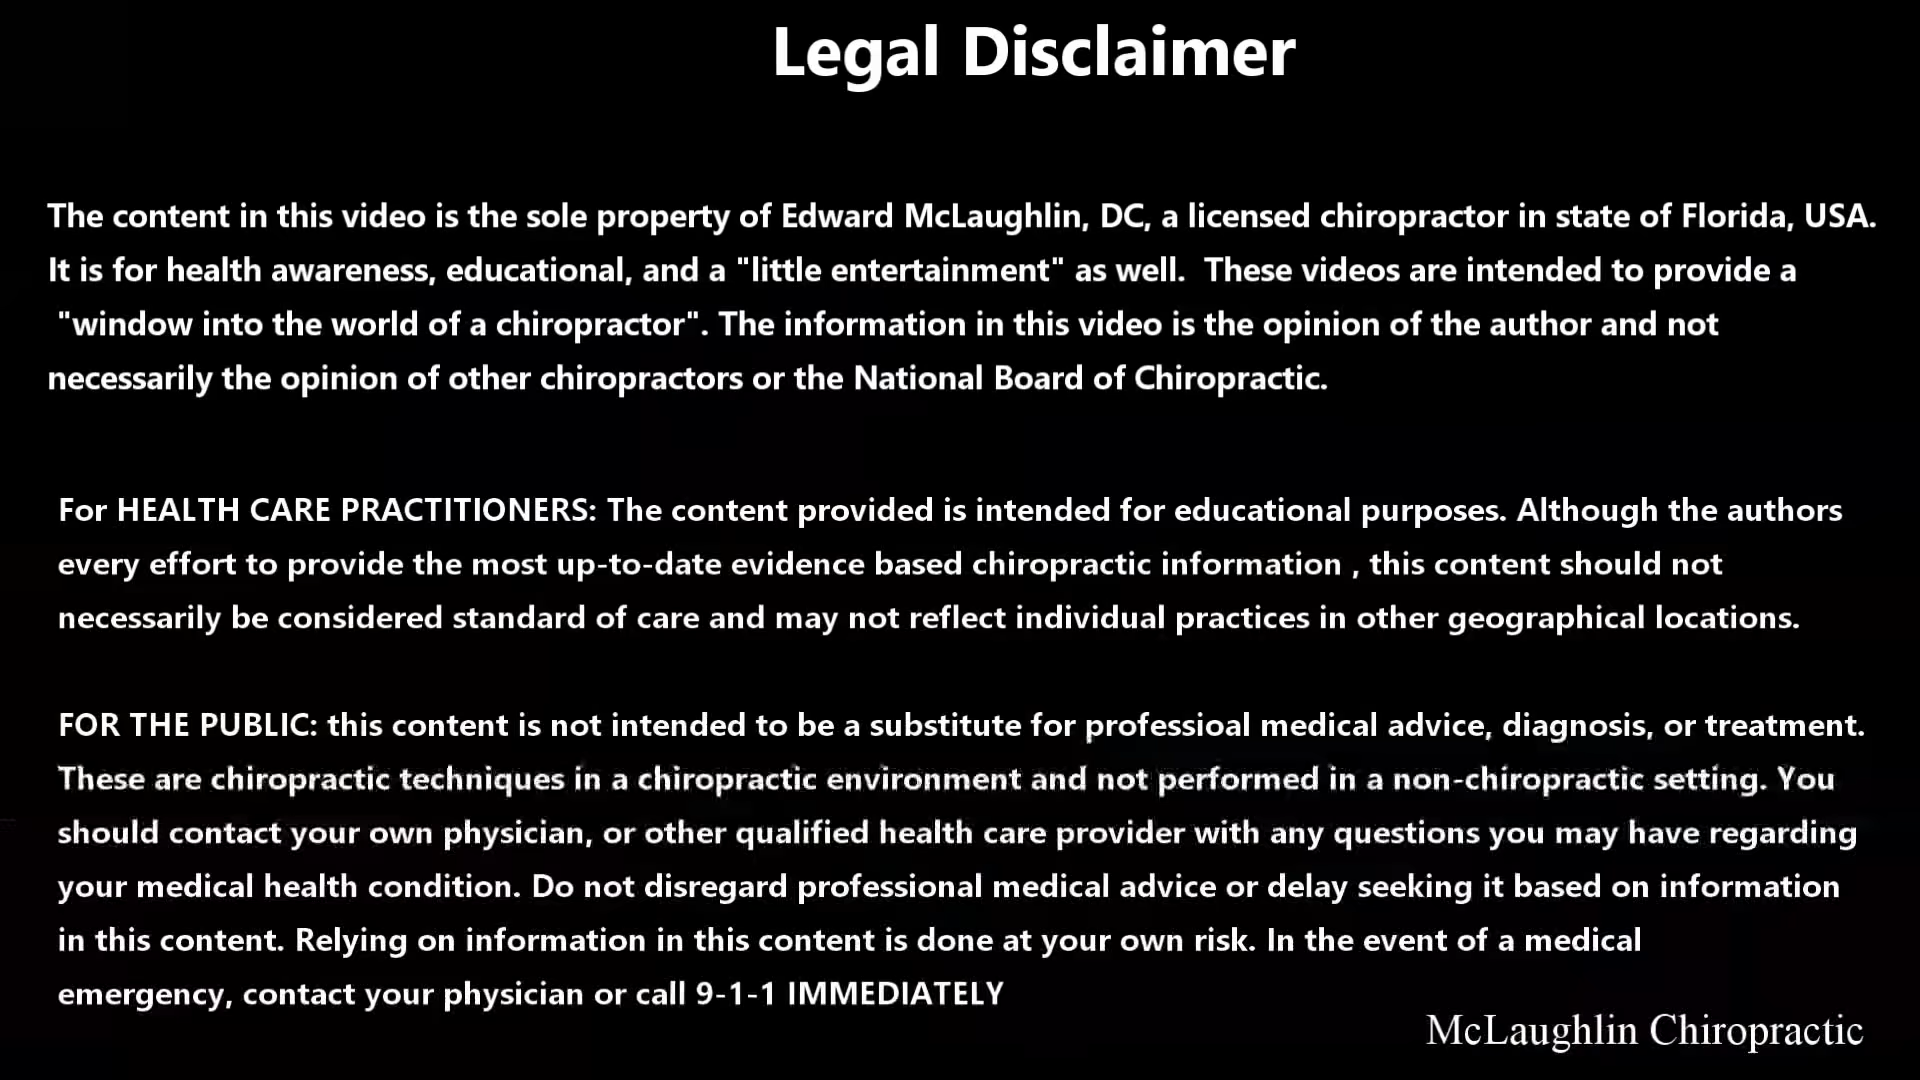 Legal Disclaimer
The content in this video is the sole property of Edward McLaughlin, DC, a licensed chiropractor in state of Florida, USA.
It is for health awareness, educational, and a "little entertainment" as well.  These videos are intended to provide a
"window into the world of a chiropractor". The information in this video is the opinion of the author and not
necessarily the opinion of other chiropractors or the National Board of Chiropractic.
For HEALTH CARE PRACTITIONERS: The content provided is intended for educational purposes. Although the authors
every effort to provide the most up-to-date evidence based chiropractic information , this content should not
necessarily be considered standard of care and may not reflect individual practices in other geographical locations.
FOR THE PUBLIC: this content is not intended to be a substitute for professioal medical advice, diagnosis, or treatment.
These are chiropractic techniques in a chiropractic environment and not performed in a non-chiropractic setting. You
should contact your own physician, or other qualified health care provider with any questions you may have regarding
your medical health condition. Do not disregard professional medical advice or delay seeking it based on information
in this content. Relying on information in this content is done at your own risk. In the event of a medical
emergency, contact your physician or call 9-1-1 IMMEDIATELY
McLaughlin Chiropractic